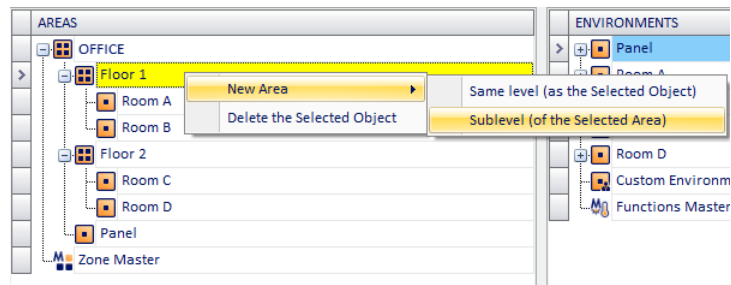 AREAS
OFFICE
Floor 1
Room A
Room B
Floor 2
Room C
Room D
Panel
Zone Master
New Area
Delete the Selected Object
Same level (as the Selected Object)
Sublevel (of the Selected Area)
ENVIRONMENTS
Panel
Room A
Room D
Custom Environm
Functions Master